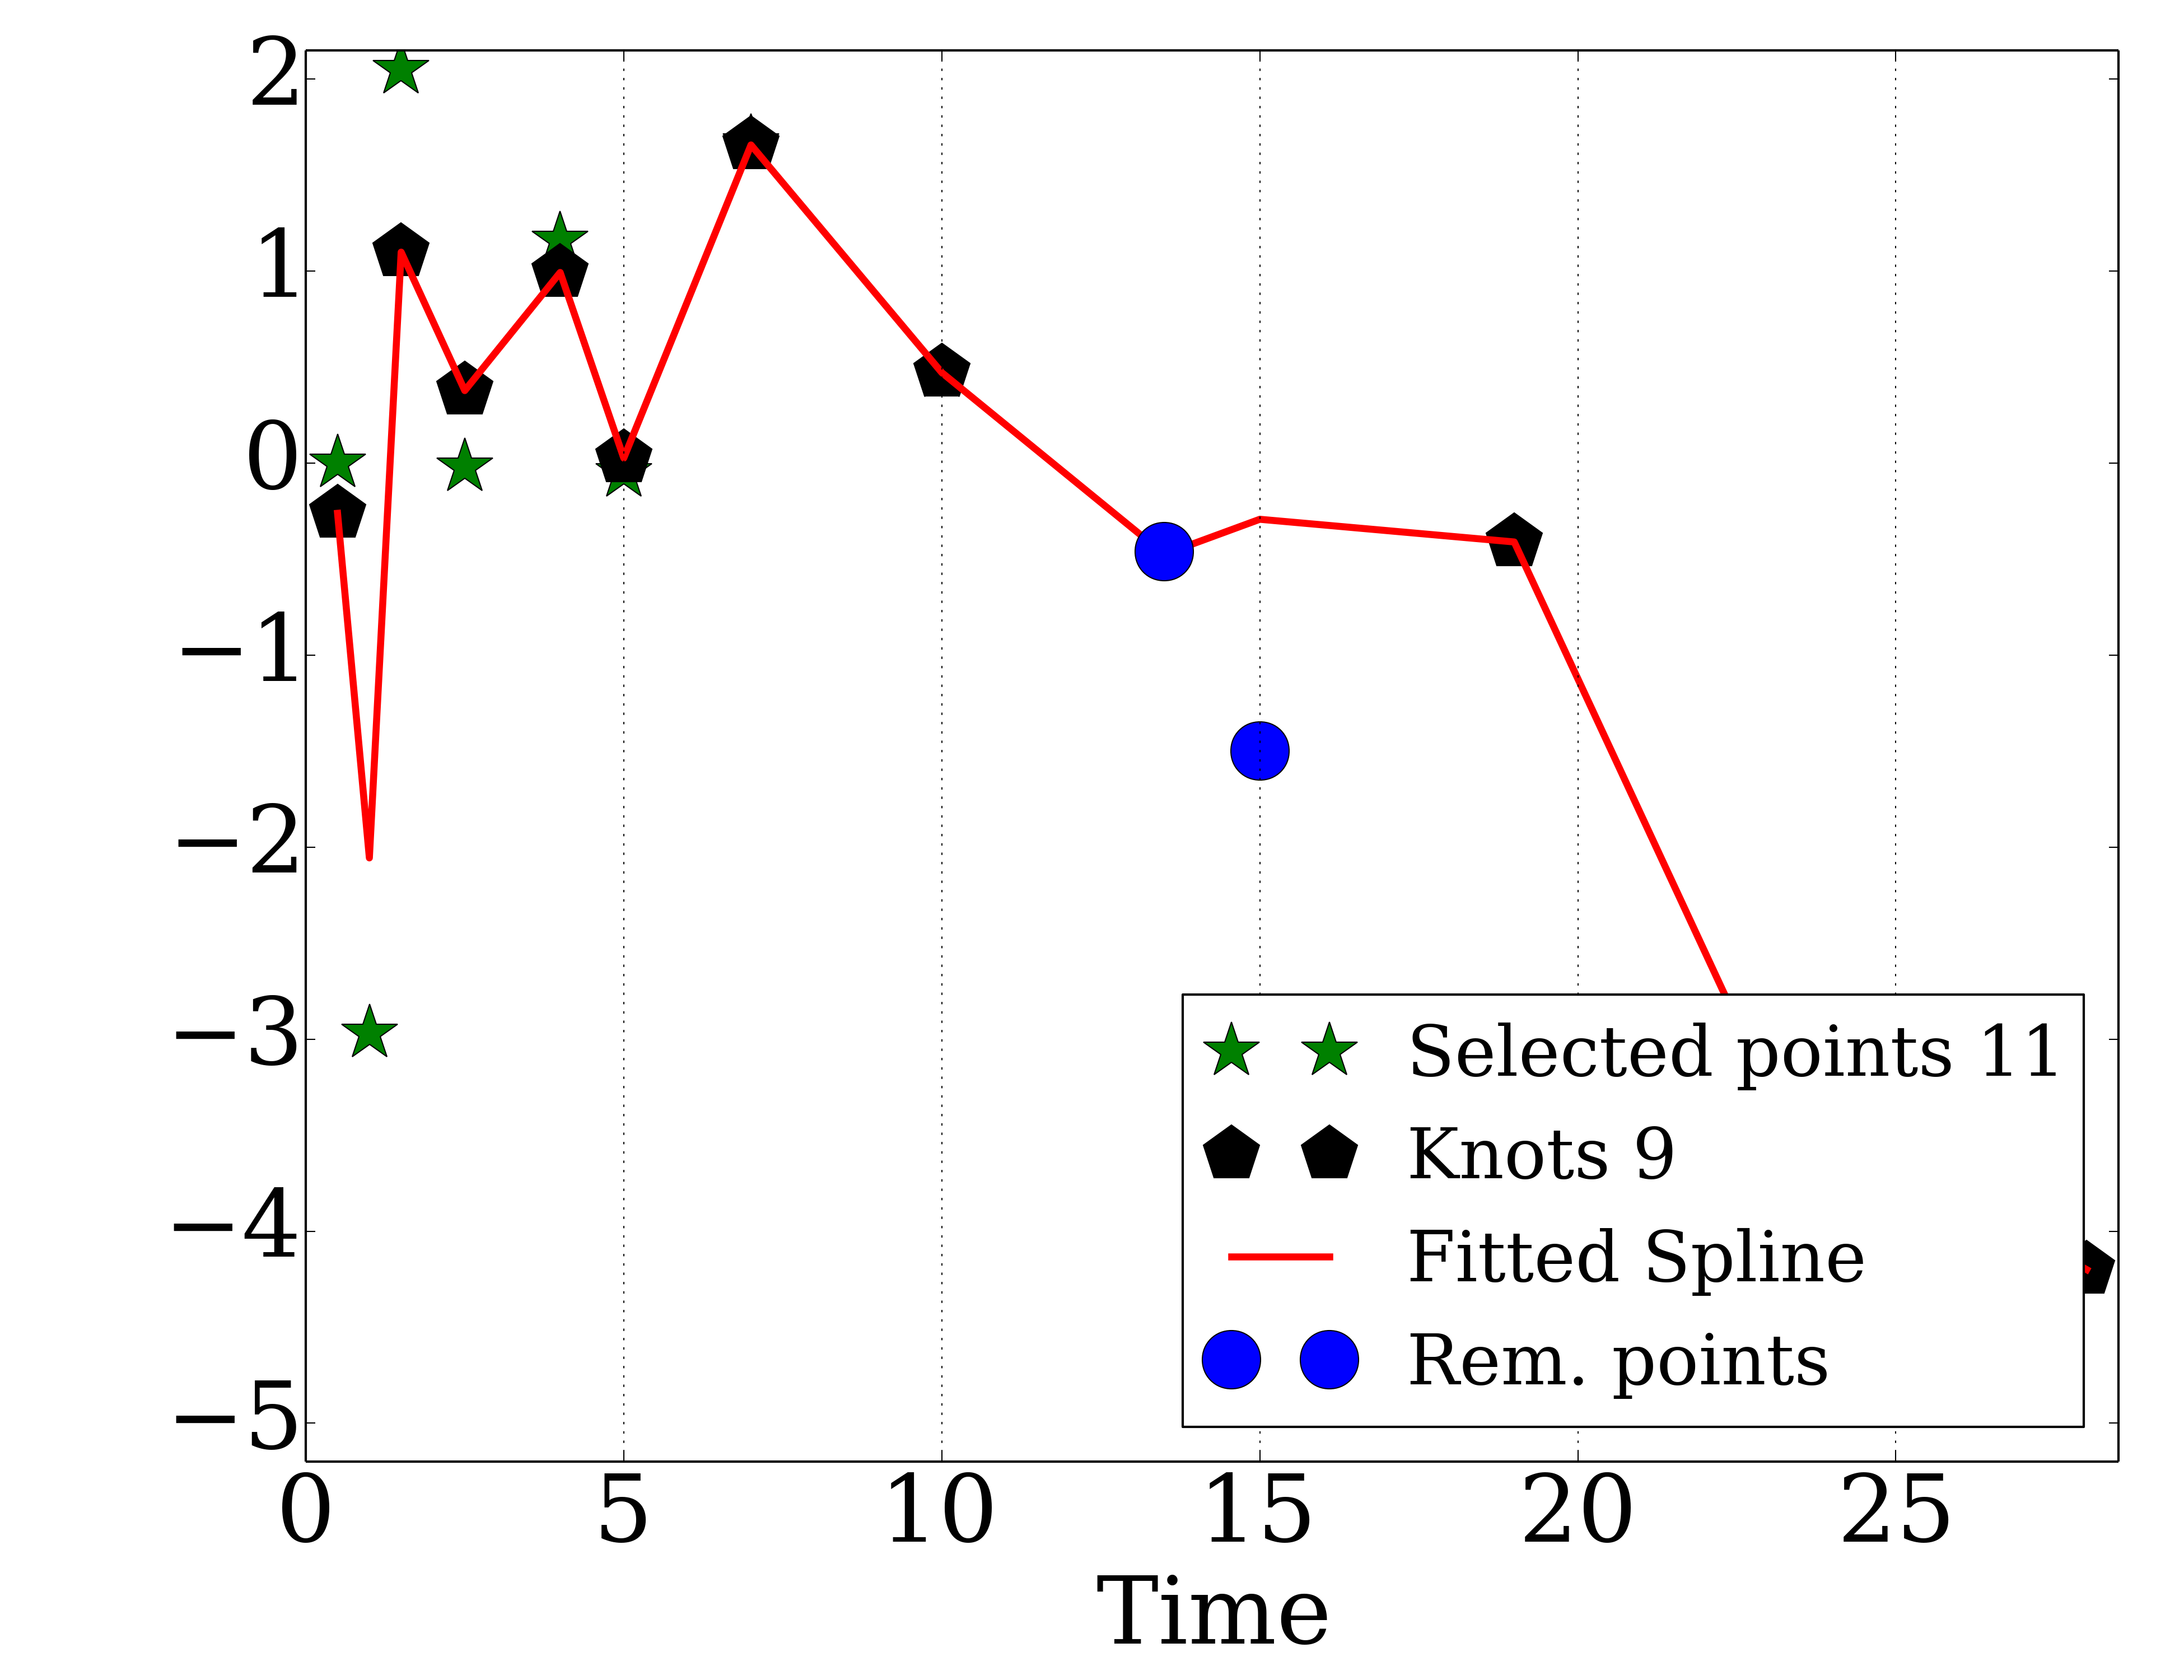 2
1
0
−1
−2
−3
−4
−5
0 5 10 15 20 25
Time
Selected points 11
Knots 9
Fitted Spline
Rem. points